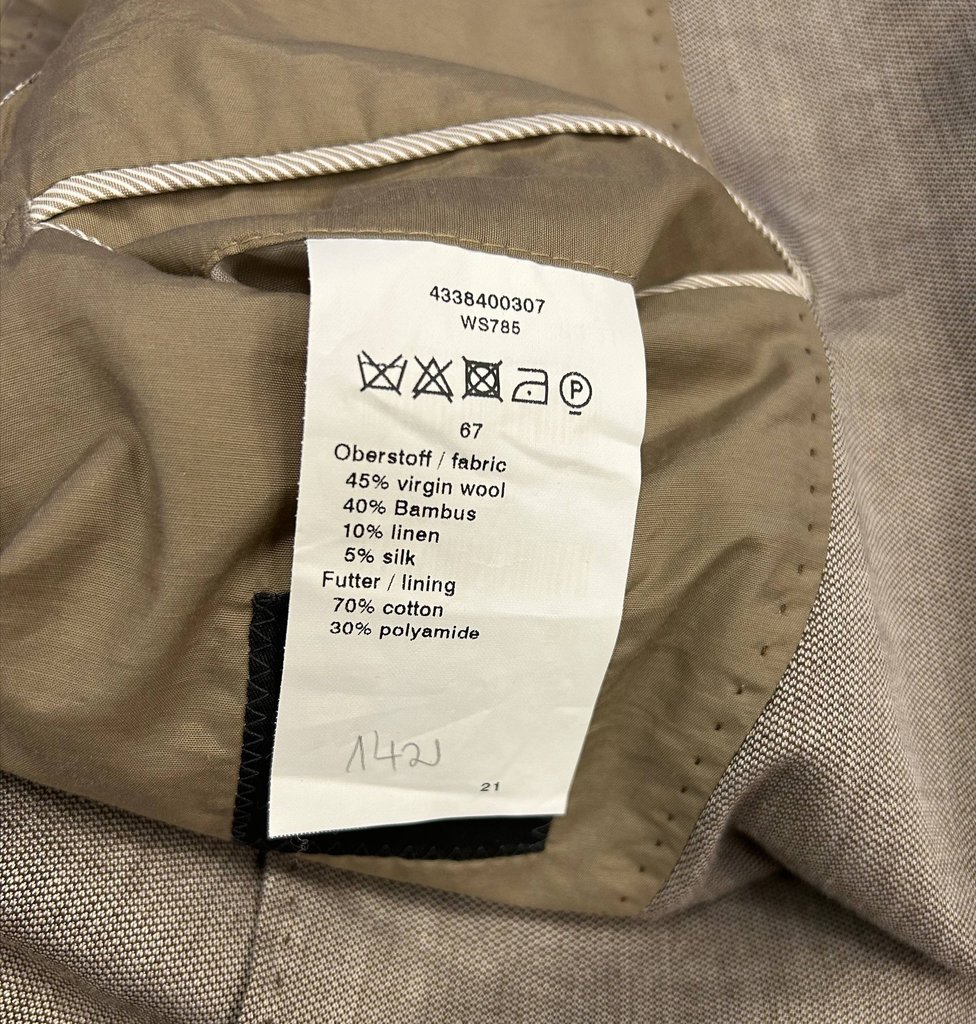 4338400307
WS785
P
67
Oberstoff / fabric
45% virgin wool
40% Bambus
10% linen
5% silk
Futter / lining
70% cotton
30% polyamide
21